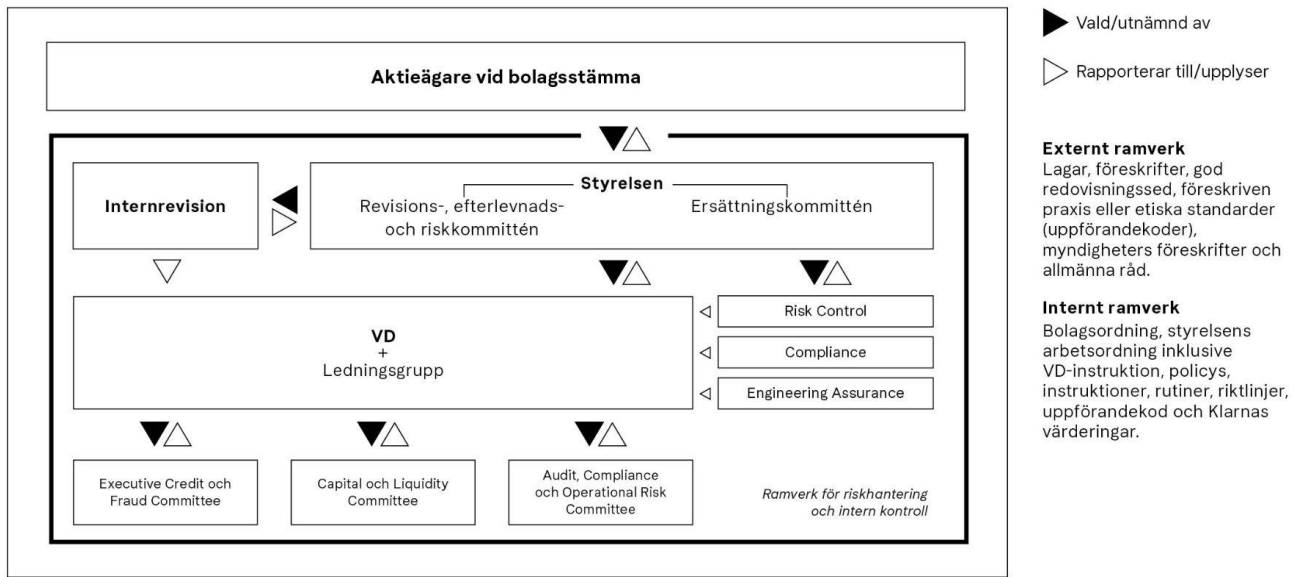 Aktieägare vid bolagsstämma
Internrevision
Styrelsen
Revisions-, efterlevnads-
och riskkommittén
Ersättningskommittén
VD
+
Ledningsgrupp
Risk Control
Compliance
Engineering Assurance
Executive Credit och
Fraud Committee
Capital och Liquidity
Committee
Audit, Compliance
och Operational Risk
Committee
Ramverk för riskhantering
och intern kontroll
Vald/utnämnd av
Rapporterar till/upplyser
Externt ramverk
Lagar, föreskrifter, god
redovisningssed, föreskriven
praxis eller etiska standarder
(uppförandekoder),
myndigheters föreskrifter och
allmänna råd.
Internt ramverk
Bolagsordning, styrelsens
arbetsordning inklusive
VD-instruktion, policys,
instruktioner, rutiner, riktlinjer,
uppförandekod och Klarnas
värderingar.